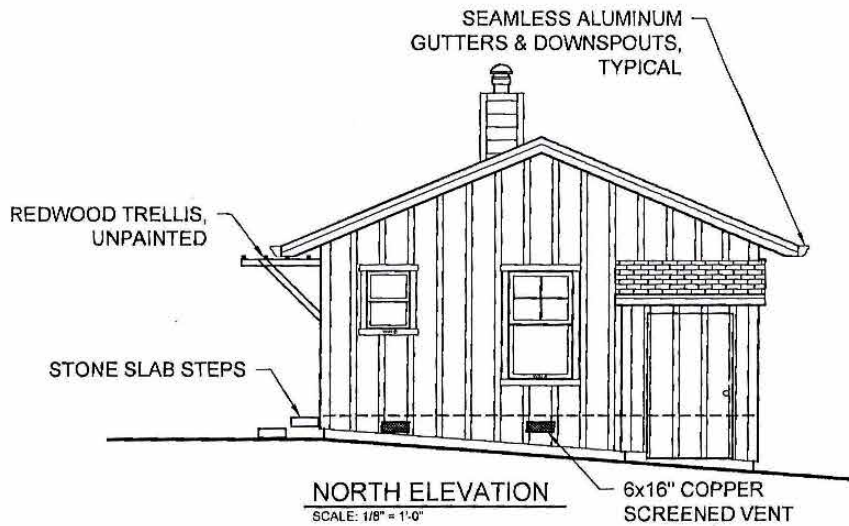 SEAMLESS ALUMINUM
GUTTERS & DOWNSPOUTS,
TYPICAL
REDWOOD TRELLIS,
UNPAINTED
STONE SLAB STEPS
NORTH ELEVATION
SCALE: 1/8" = 1'-0"
6x16" COPPER
SCREENED VENT